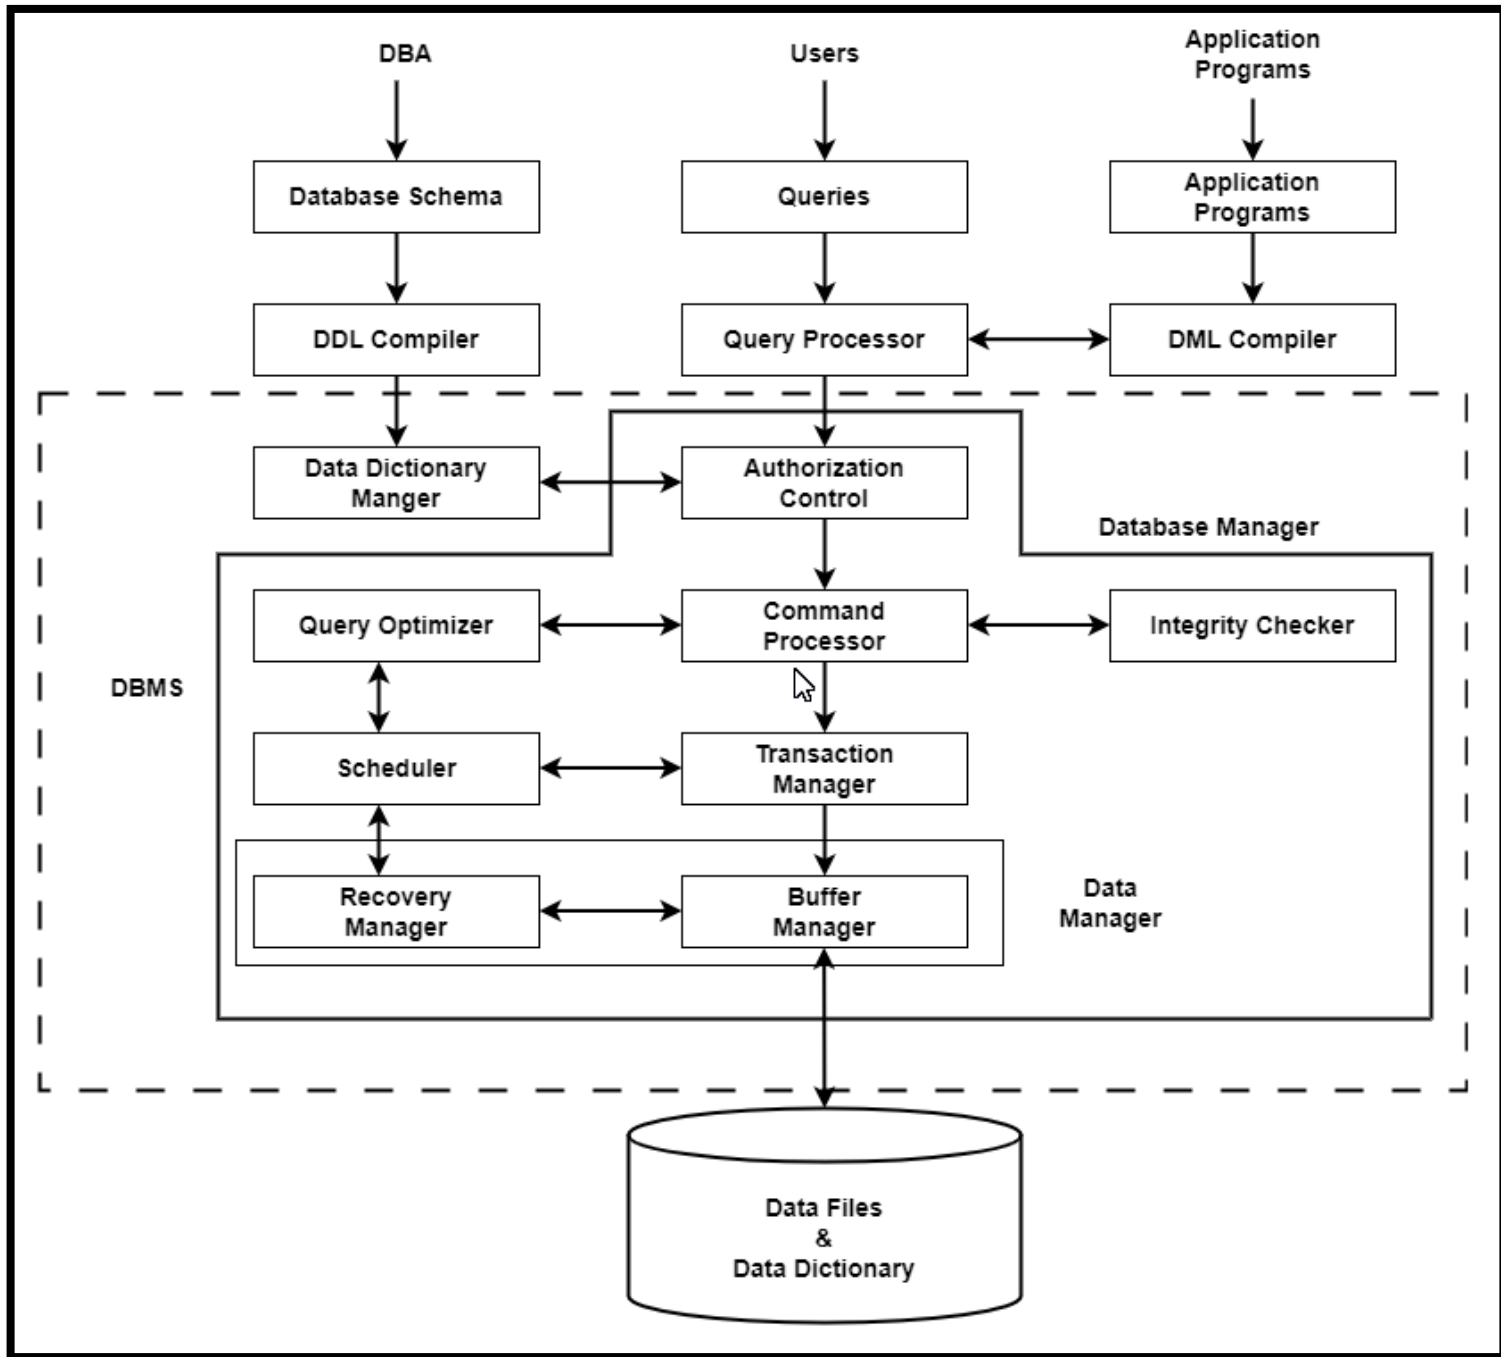 DBA
Users
Application
Programs
Database Schema
Queries
Application
Programs
DDL Compiler
Query Processor
DML Compiler
Data Dictionary
Manger
Authorization
Control
Database Manager
Query Optimizer
Command
Processor
Integrity Checker
DBMS
Scheduler
Transaction
Manager
Recovery
Manager
Buffer
Manager
Data
Manager
Data Files
&
Data Dictionary